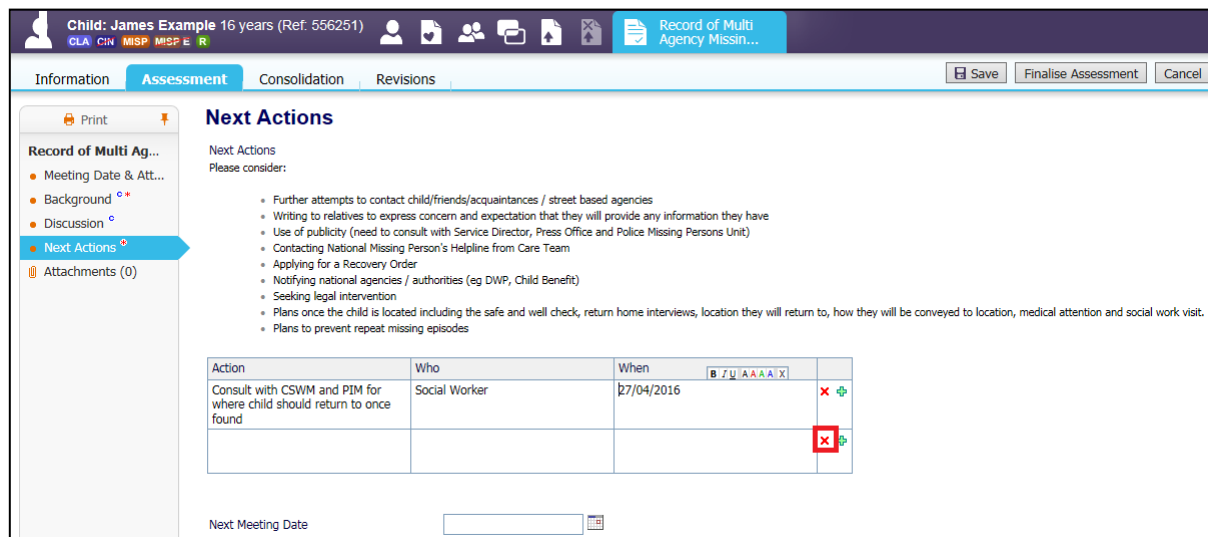 Child: James Example 16 years (Ref: 556251)
CLA CIN MISP MISP E R
Record of Multi
Agency Missin...
Information Assessment Consolidation Revisions
Save Finalise Assessment Cancel
Print
Record of Multi Ag...
Meeting Date & Att...
Background c *
Discussion c
Next Actions *
Attachments (0)
Next Actions
Next Actions
Please consider:
Further attempts to contact child/friends/acquaintances / street based agencies
Writing to relatives to express concern and expectation that they will provide any information they have
Use of publicity (need to consult with Service Director, Press Office and Police Missing Persons Unit)
Contacting National Missing Person's Helpline from Care Team
Applying for a Recovery Order
Notifying national agencies / authorities (eg DWP, Child Benefit)
Seeking legal intervention
Plans once the child is located including the safe and well check, return home interviews, location they will return to, how they will be conveyed to location, medical attention and social work visit.
Plans to prevent repeat missing episodes
Action Who When B I U A A A A X
Consult with CSWM and PIM for Social Worker 27/04/2016
where child should return to once
found
Next Meeting Date